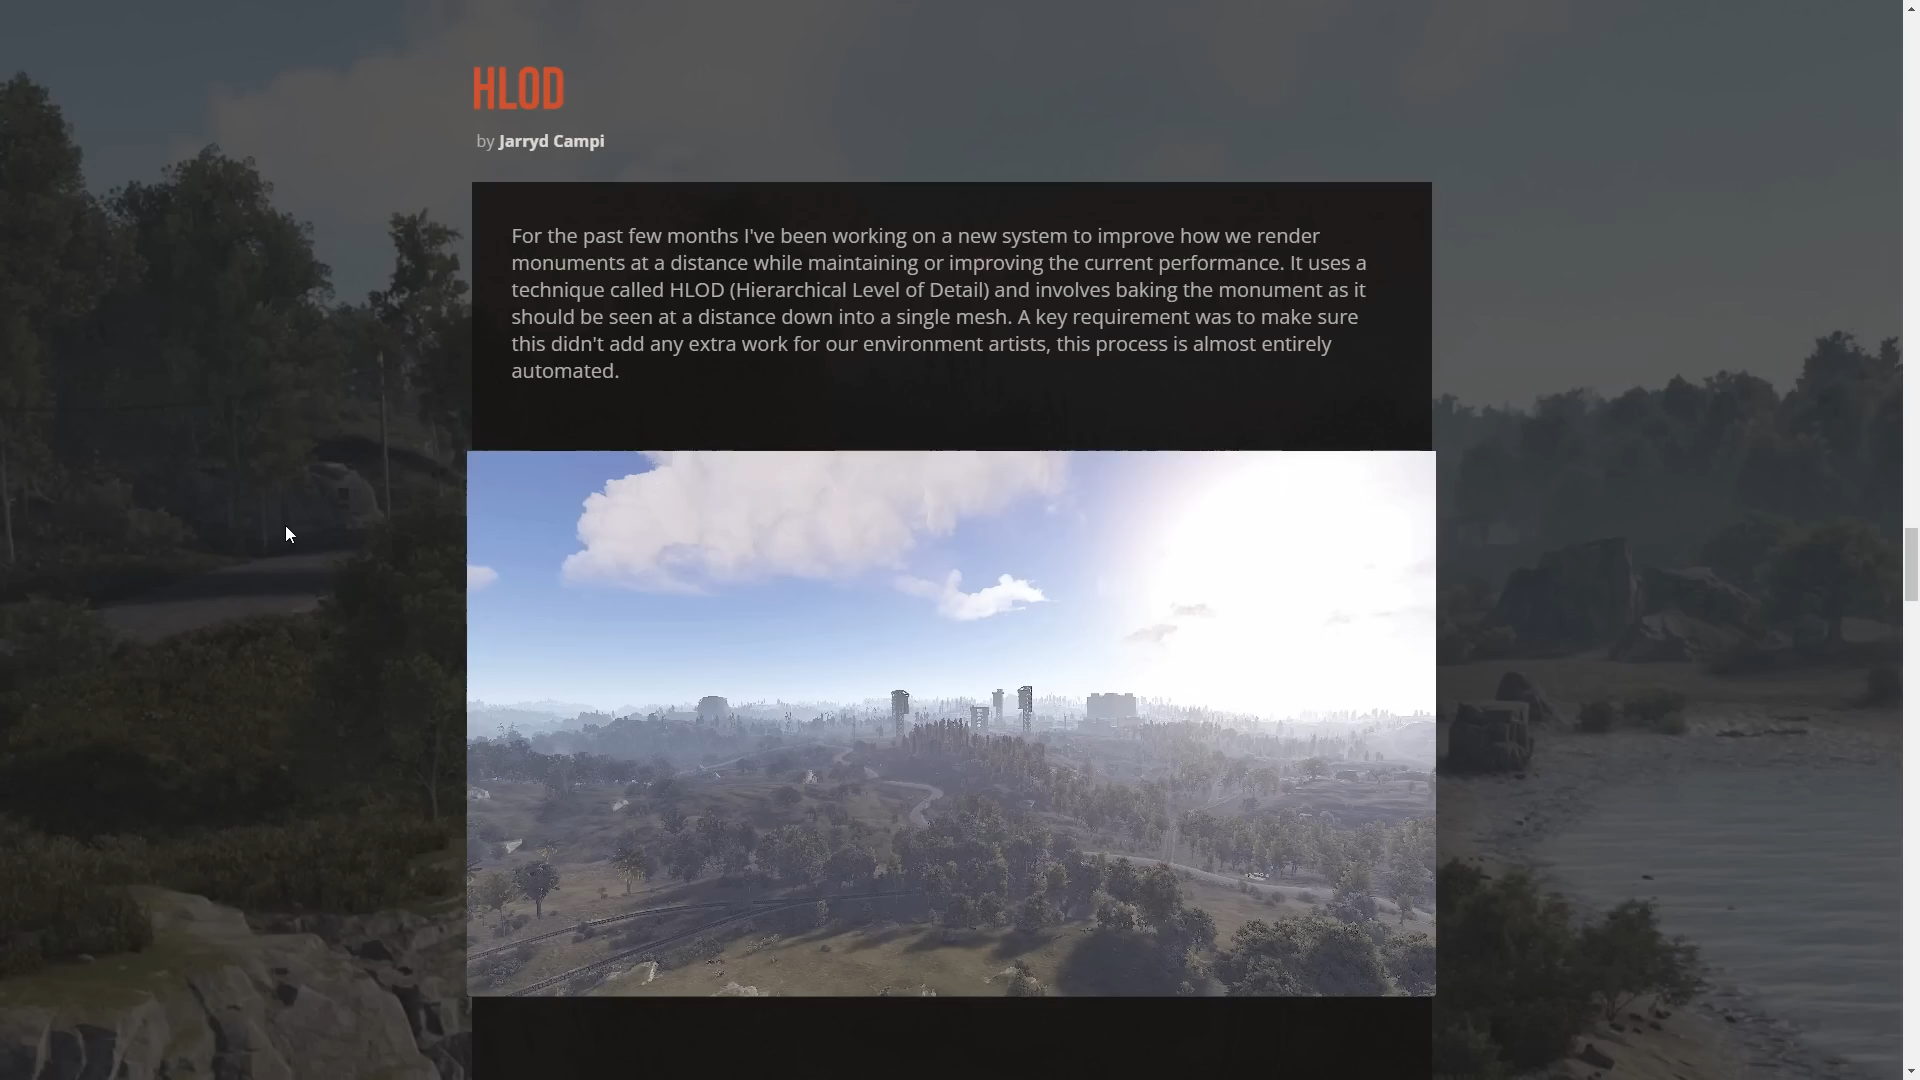 HLOD
by Jarryd Campi
For the past few months I've been working on a new system to improve how we render
monuments at a distance while maintaining or improving the current performance. It uses a
technique called HLOD (Hierarchical Level of Detail) and involves baking the monument as it
should be seen at a distance down into a single mesh. A key requirement was to make sure
this didn't add any extra work for our environment artists, this process is almost entirely
automated.